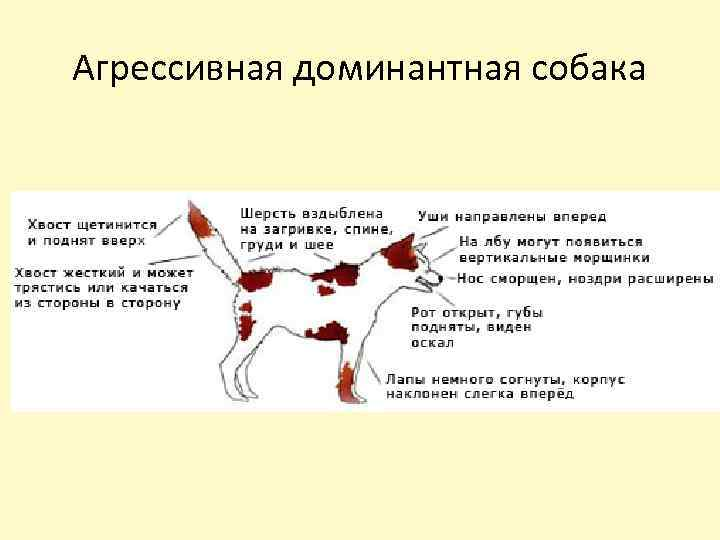 Агрессивная доминантная собака
Хвост щетинится
и поднят вверх
Хвост жесткий и может
трястись или качаться
из стороны в сторону
Шерсть вздыблена
на загривке, спине,
груди и шее
Уши направлены вперед
На лбу могут появиться
вертикальные морщинки
Нос сморщен, ноздри расширены
Рот открыт, губы
подняты, виден
оскал
Лапы немного согнуты, корпус
наклонен слегка вперёд